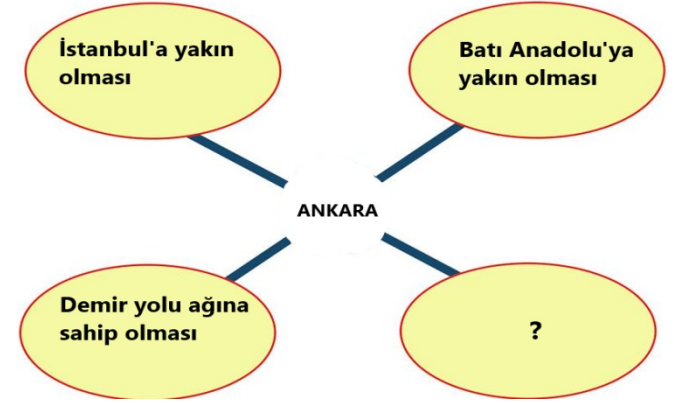 İstanbul'a yakın
olması
Batı Anadolu'ya
yakın olması
ANKARA
Demir yolu ağına
sahip olması
?